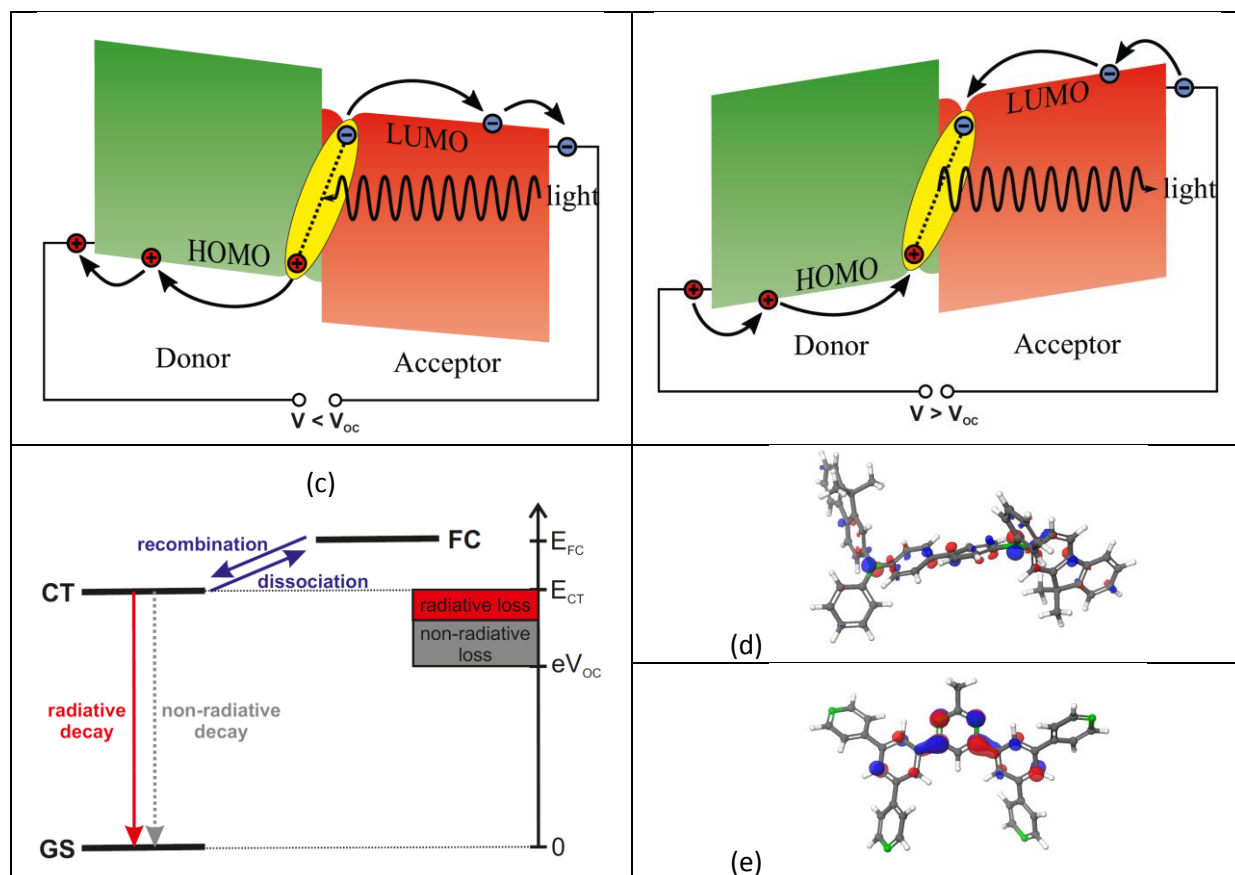 LUMO
light
HOMO
Donor
Acceptor
V < Voc
LUMO
light
HOMO
Donor
Acceptor
V > Voc
(c)
recombination
FC
EFC
dissociation
CT
ECT
radiative loss
non-radiative
loss
eVOC
radiative
decay
non-radiative
decay
GS
0
(d)
(e)